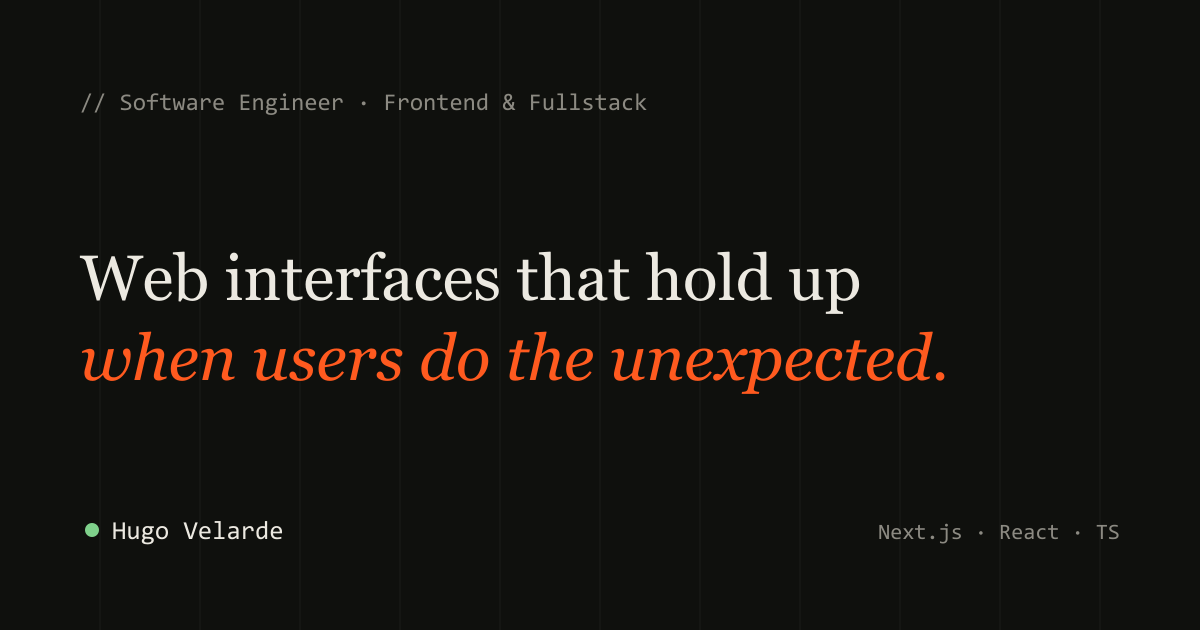 // Software Engineer · Frontend & Fullstack
Web interfaces that hold up
when users do the unexpected.
Hugo Velarde
Next.js · React · TS